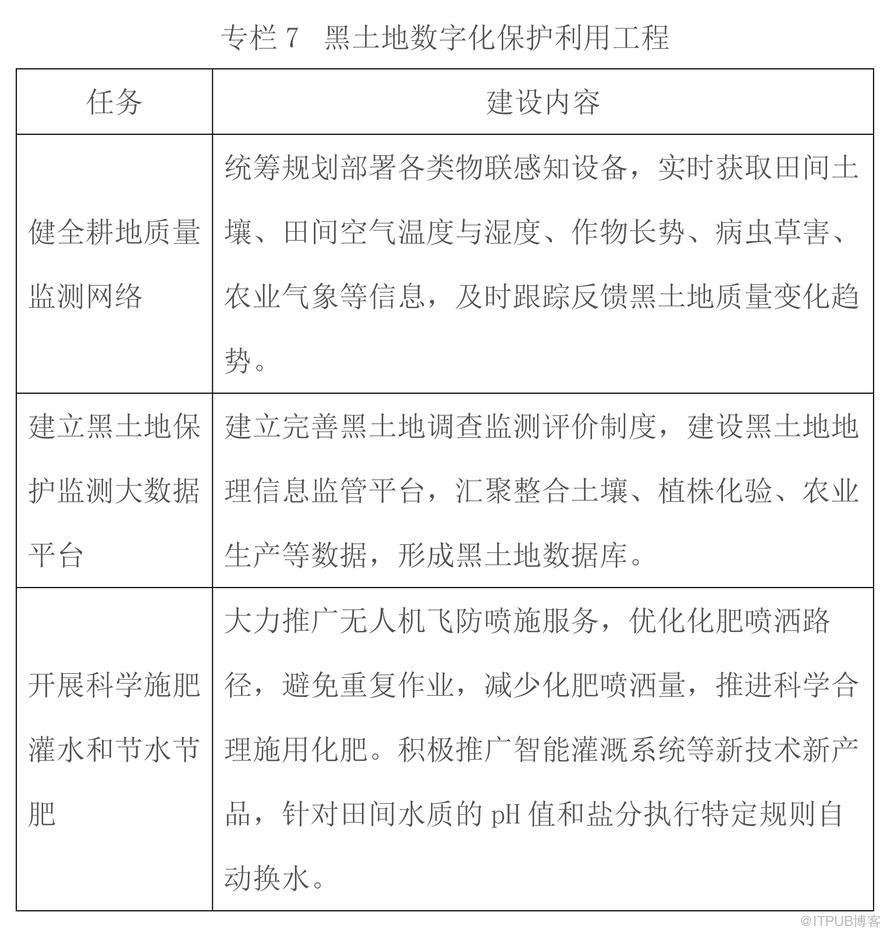 专栏 7 黑土地数字化保护利用工程
任务
建设内容
健全耕地质量
监测网络
统筹规划部署各类物联感知设备，实时获取田间土
壤、田间空气温度与湿度、作物长势、病虫草害、
农业气象等信息，及时跟踪反馈黑土地质量变化趋
势。
建立黑土地保
护监测大数据
平台
建立完善黑土地调查监测评价制度，建设黑土地地
理信息监管平台，汇聚整合土壤、植株化验、农业
生产等数据，形成黑土地数据库。
开展科学施肥
灌水和节水节
肥
大力推广无人机飞防喷施服务，优化化肥喷洒路
径，避免重复作业，减少化肥喷洒量，推进科学合
理施用化肥。积极推广智能灌溉系统等新技术新产
品，针对田间水质的 pH 值和盐分执行特定规则自
动换水。
@ITPUB博客